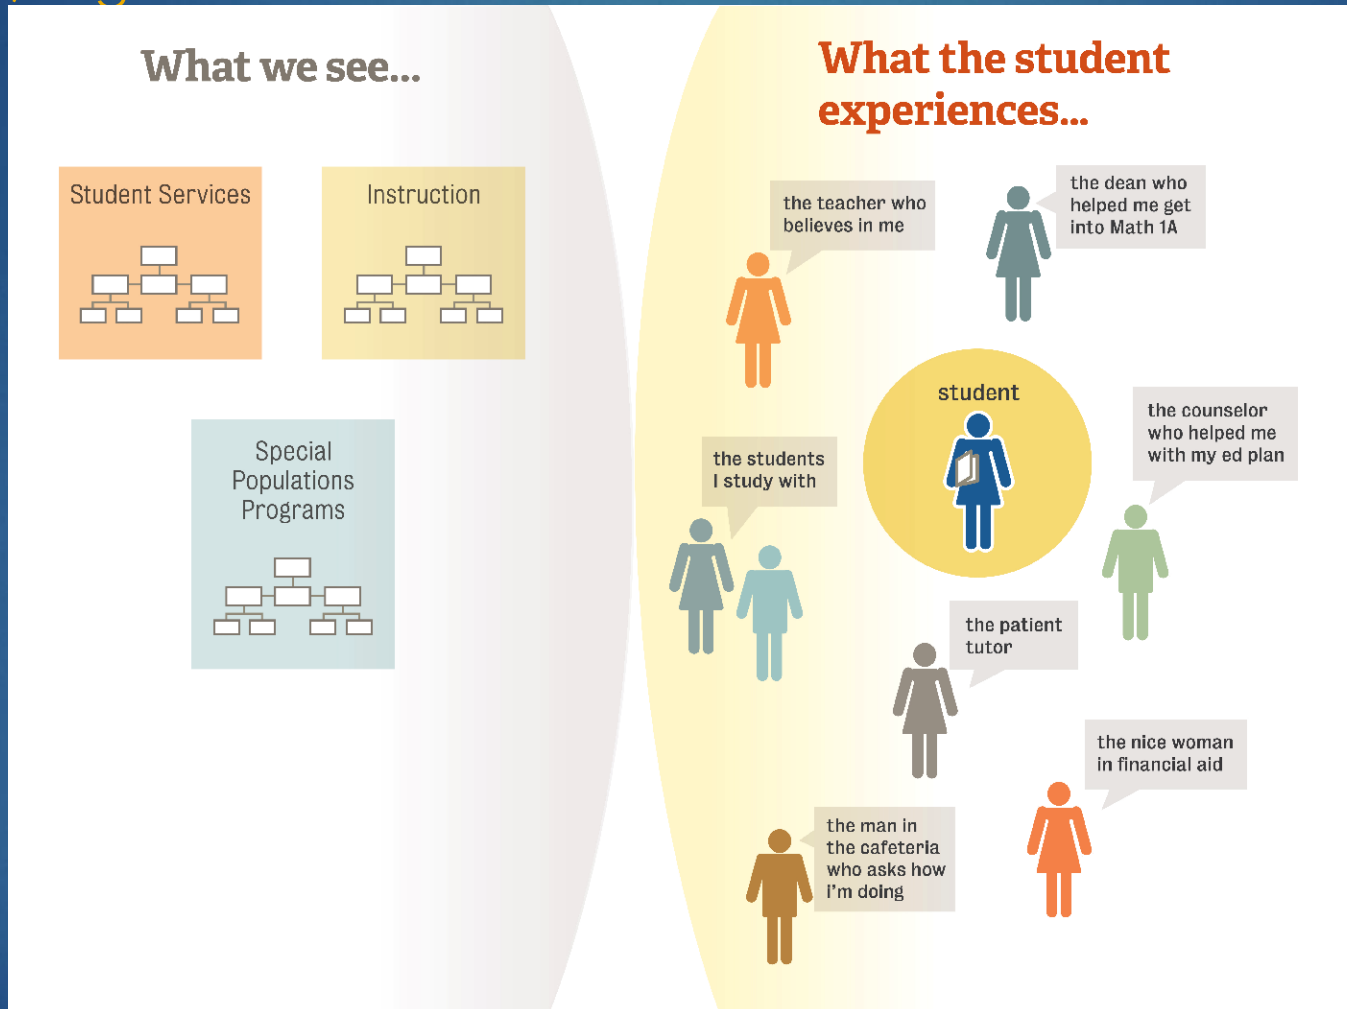 What we see...
Student Services
Instruction
Special
Populations
Programs
What the student
experiences...
the teacher who
believes in me
the dean who
helped me get
into Math 1A
student
the counselor
who helped me
with my ed plan
the students
I study with
the patient
tutor
the nice woman
in financial aid
the man in
the cafeteria
who asks how
i'm doing